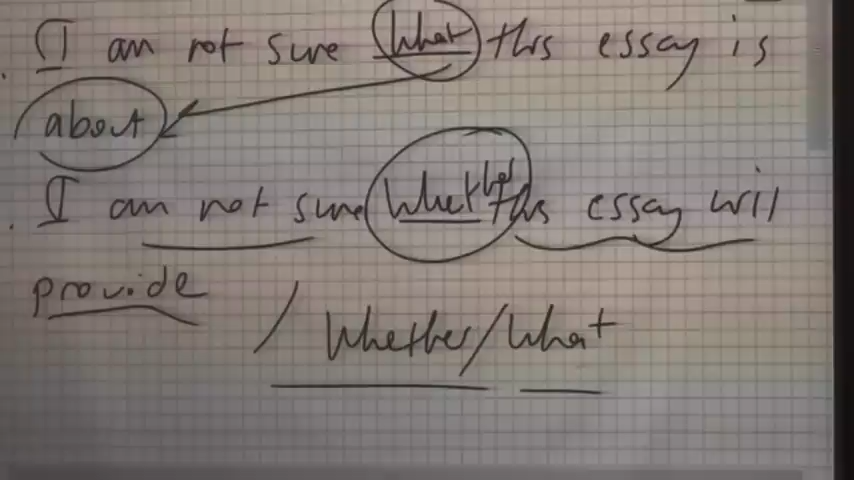 I am not sure what this essay is
about
I am not sure whether this essay will
provide
/ Whether/What